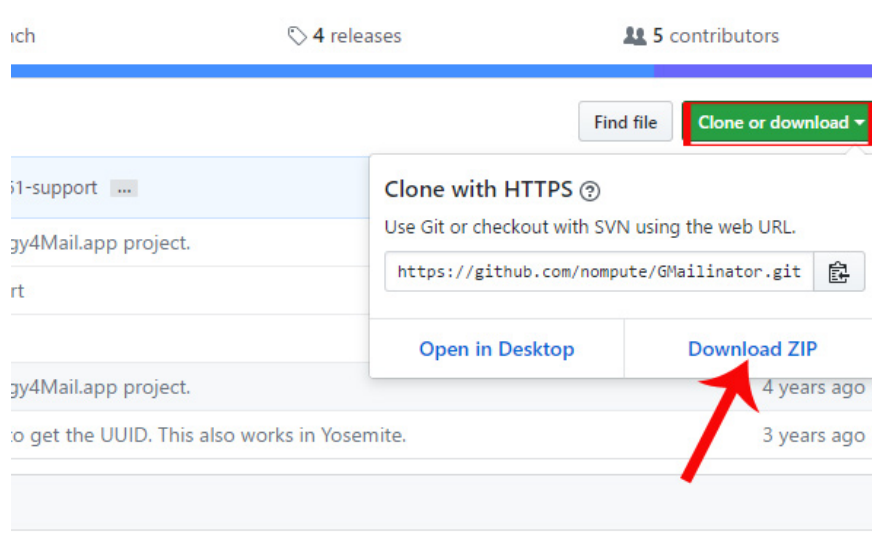 nch
4 releases
5 contributors
Find file
Clone or download
51-support ...
Clone with HTTPS ?
Use Git or checkout with SVN using the web URL.
gy4Mail.app project.
https://github.com/nompute/GMailinator.git
rt
Open in Desktop
Download ZIP
gy4Mail.app project.
4 years ago
to get the UUID. This also works in Yosemite.
3 years ago